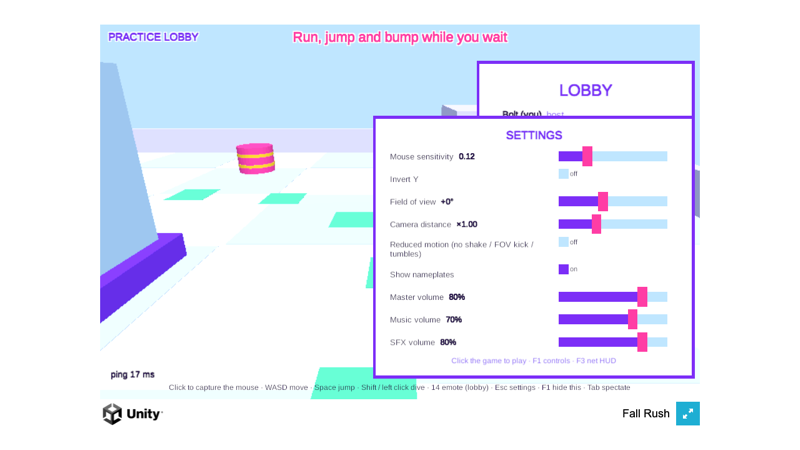 PRACTICE LOBBY
Run, jump and bump while you wait
LOBBY
Bolt (you) host
SETTINGS
Mouse sensitivity 0.12
Invert Y off
Field of view +0°
Camera distance ×1.00
Reduced motion (no shake / FOV kick / off
tumbles)
Show nameplates on
Master volume 80%
Music volume 70%
SFX volume 80%
Click the game to play · F1 controls · F3 net HUD
ping 17 ms
Click to capture the mouse · WASD move · Space jump · Shift / left click dive · 14 emote (lobby) · Esc settings · F1 hide this · Tab spectate
Unity
Fall Rush